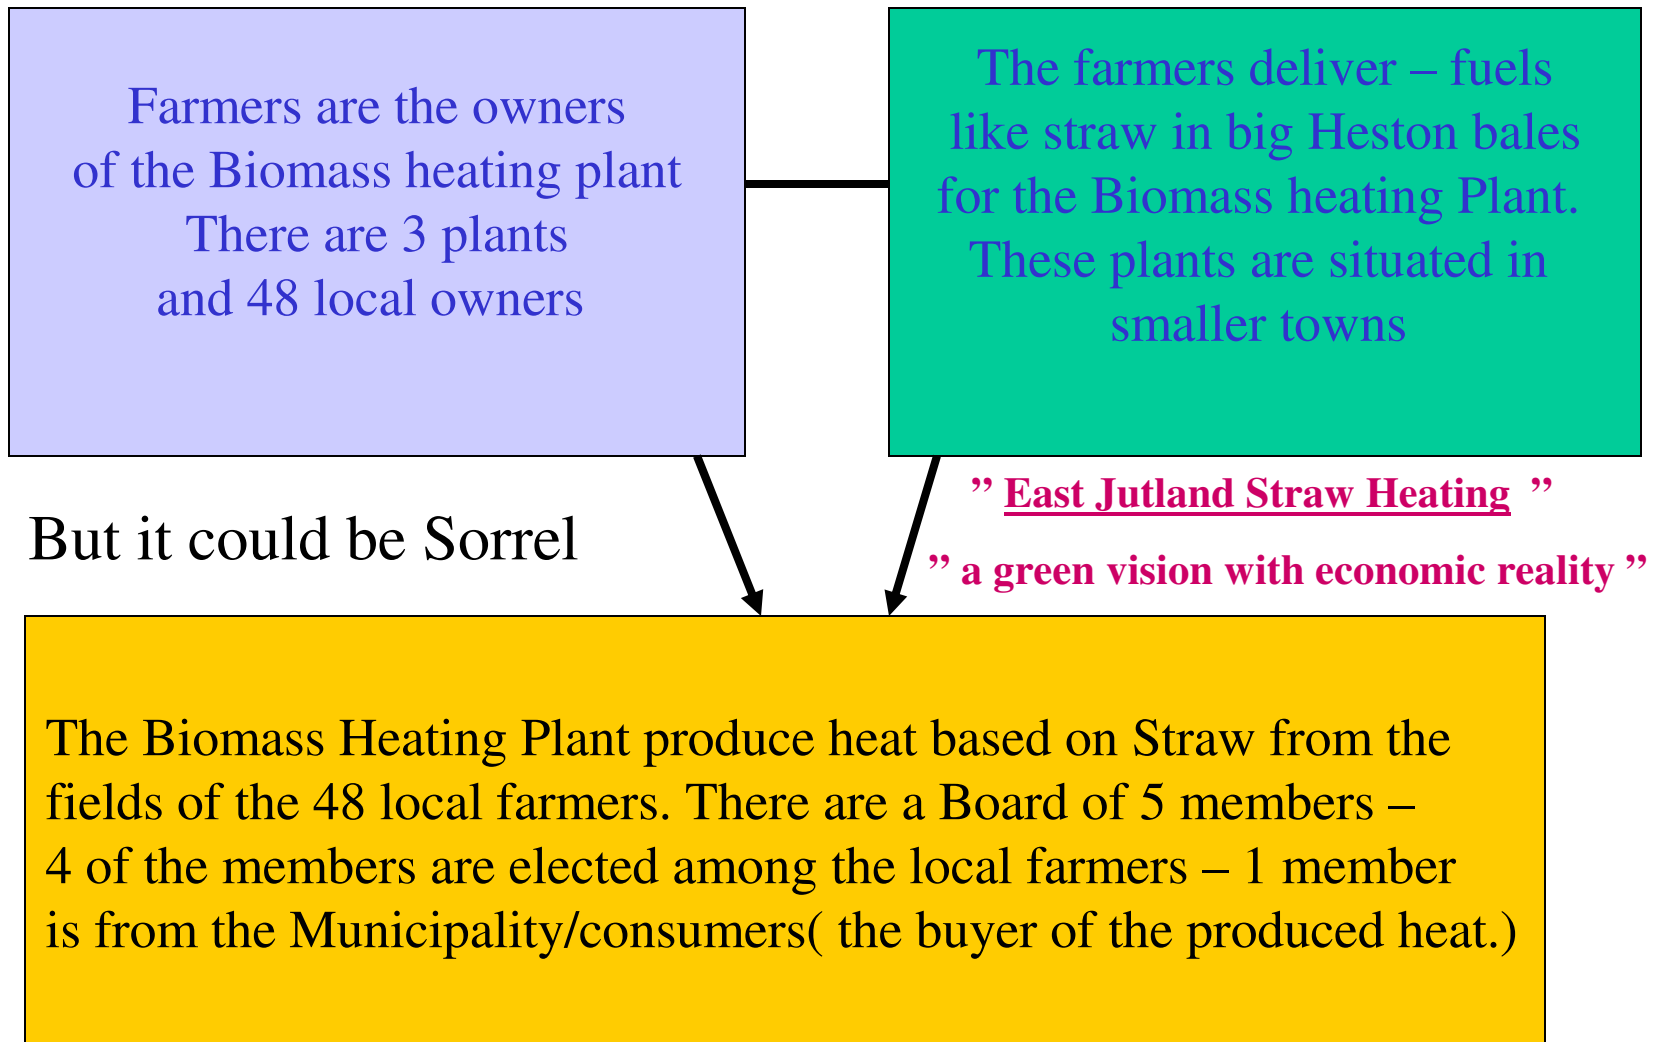 Farmers are the owners
of the Biomass heating plant
There are 3 plants
and 48 local owners
The farmers deliver – fuels
like straw in big Heston bales
for the Biomass heating Plant.
These plants are situated in
smaller towns
” East Jutland Straw Heating ”
But it could be Sorrel
” a green vision with economic reality ”
The Biomass Heating Plant produce heat based on Straw from the
fields of the 48 local farmers. There are a Board of 5 members –
4 of the members are elected among the local farmers – 1 member
is from the Municipality/consumers( the buyer of the produced heat.)